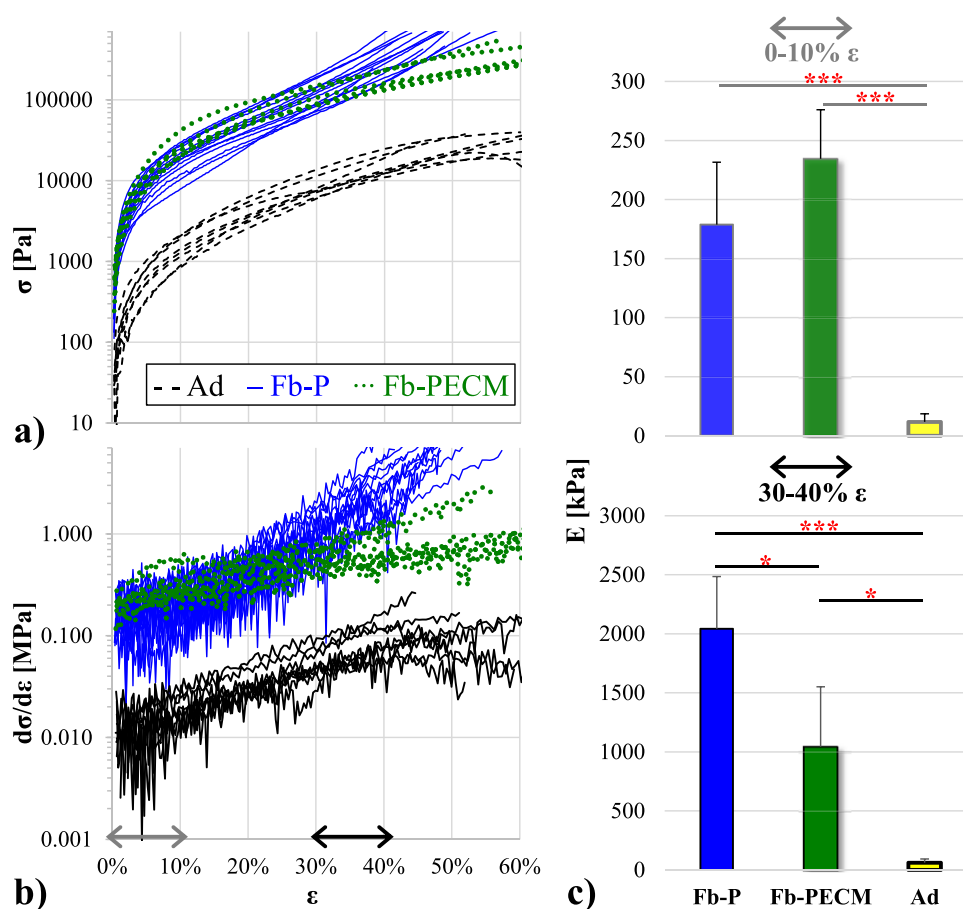 100000
10000
1000
100
10
σ [Pa]
Ad Fb-P Fb-PECM
a)
1.000
0.100
0.010
0.001
dσ/dε [MPa]
0% 10% 20% 30% 40% 50% 60%
ε
b)
0-10% ε
***
***
300
250
200
150
100
50
0
E [kPa]
30-40% ε
***
*
*
3000
2500
2000
1500
1000
500
0
Fb-P Fb-PECM Ad
c)